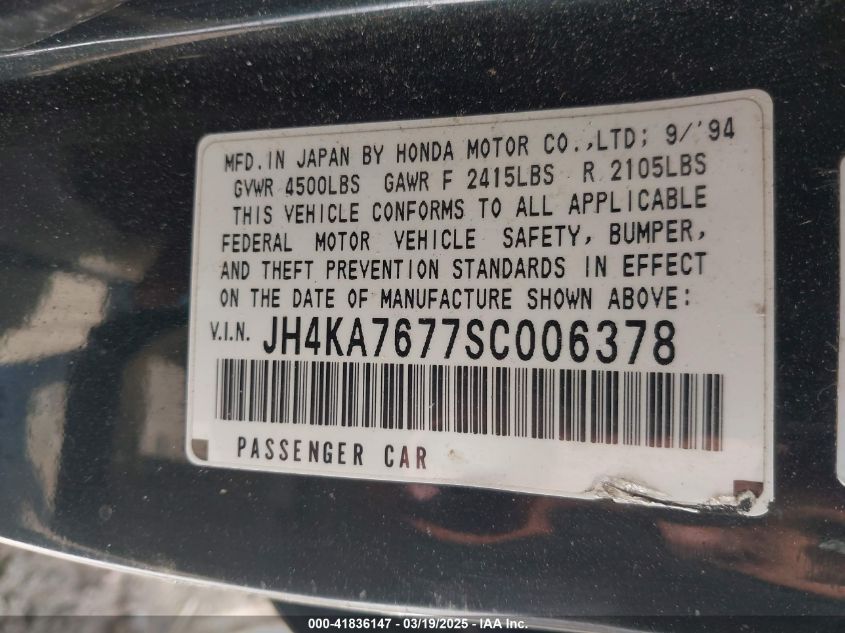 MFD. IN JAPAN BY HONDA MOTOR CO.,LTD; 9/'94
GVWR 4500LBS GAWR F 2415LBS R 2105LBS
THIS VEHICLE CONFORMS TO ALL APPLICABLE
FEDERAL MOTOR VEHICLE SAFETY, BUMPER,
AND THEFT PREVENTION STANDARDS IN EFFECT
ON THE DATE OF MANUFACTURE SHOWN ABOVE:
V.I.N. JH4KA7677SC006378
PASSENGER CAR
000-41836147 — 03/19/2025 — IAA Inc.